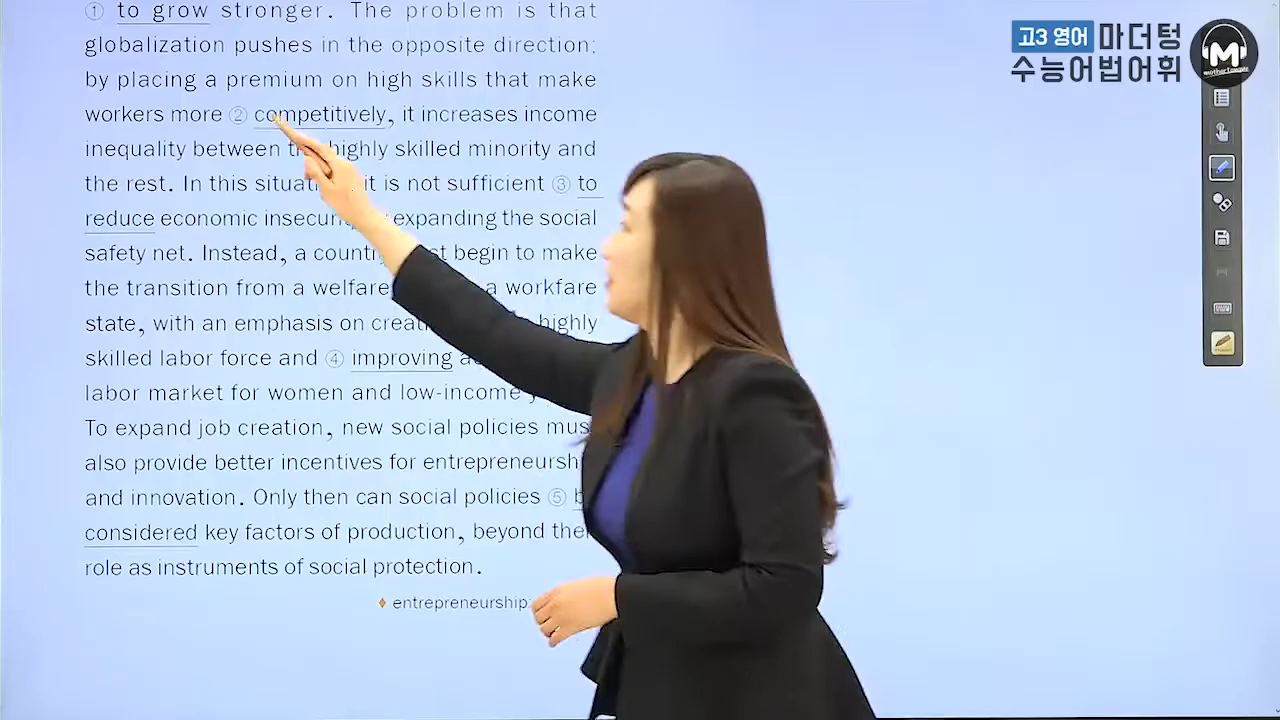 ① to grow stronger. The problem is that
globalization pushes in the opposite direction;
by placing a premium on high skills that make
workers more ② competitively, it increases income
inequality between highly skilled minority and
the rest. In this it is not sufficient ③ to
reduce economic expanding the social
safety net. Instead, a begin to make
the transition from a welfare a workfare
state, with an emphasis on highly
skilled labor force and ④ improving
labor market for women and low-income
To expand job creation, new social policies
also provide better incentives for
and innovation. Only then can social policies ⑤
considered key factors of production, beyond
role as instruments of social protection.
♦ entrepreneurship:
고3 영어 마더텅
수능어법어휘
M
mother tongue